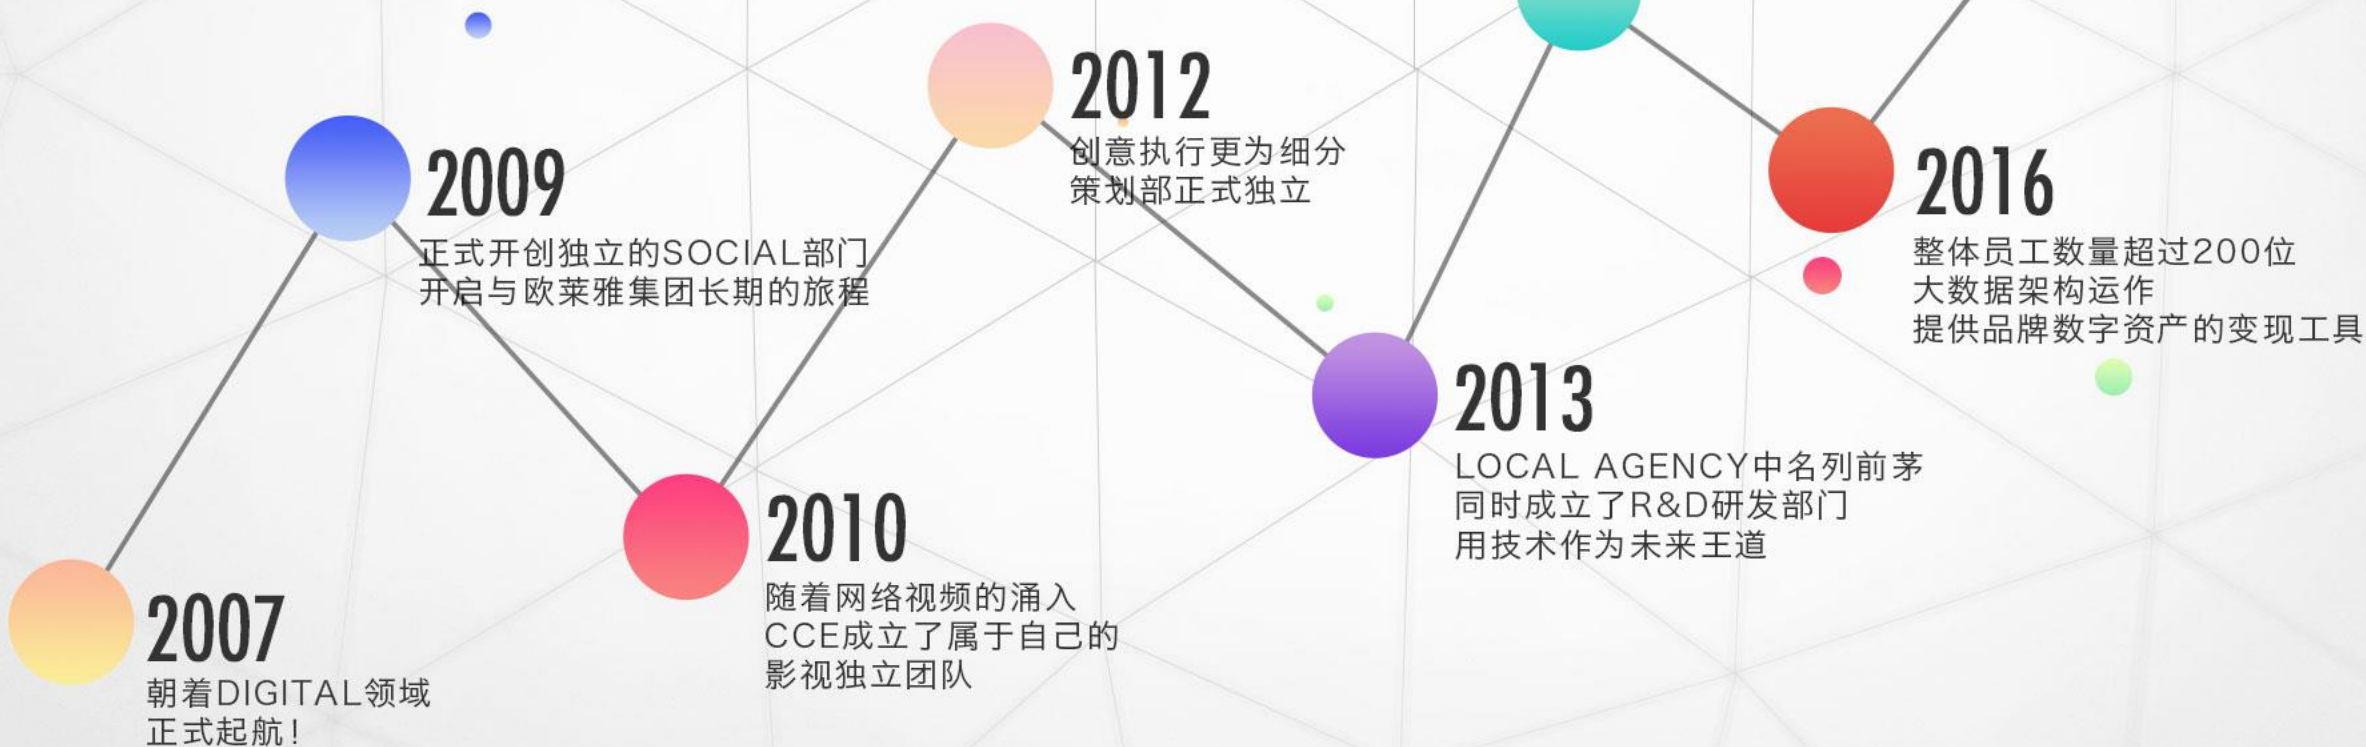 2007
朝着DIGITAL领域
正式起航!
2009
正式开创独立的SOCIAL部门
开启与欧莱雅集团长期的旅程
2010
随着网络视频的涌入
CCE成立了属于自己的
影视独立团队
2012
创意执行更为细分
策划部正式独立
2013
LOCAL AGENCY中名列前茅
同时成立了R&D研发部门
用技术作为未来王道
2016
整体员工数量超过200位
大数据架构运作
提供品牌数字资产的变现工具